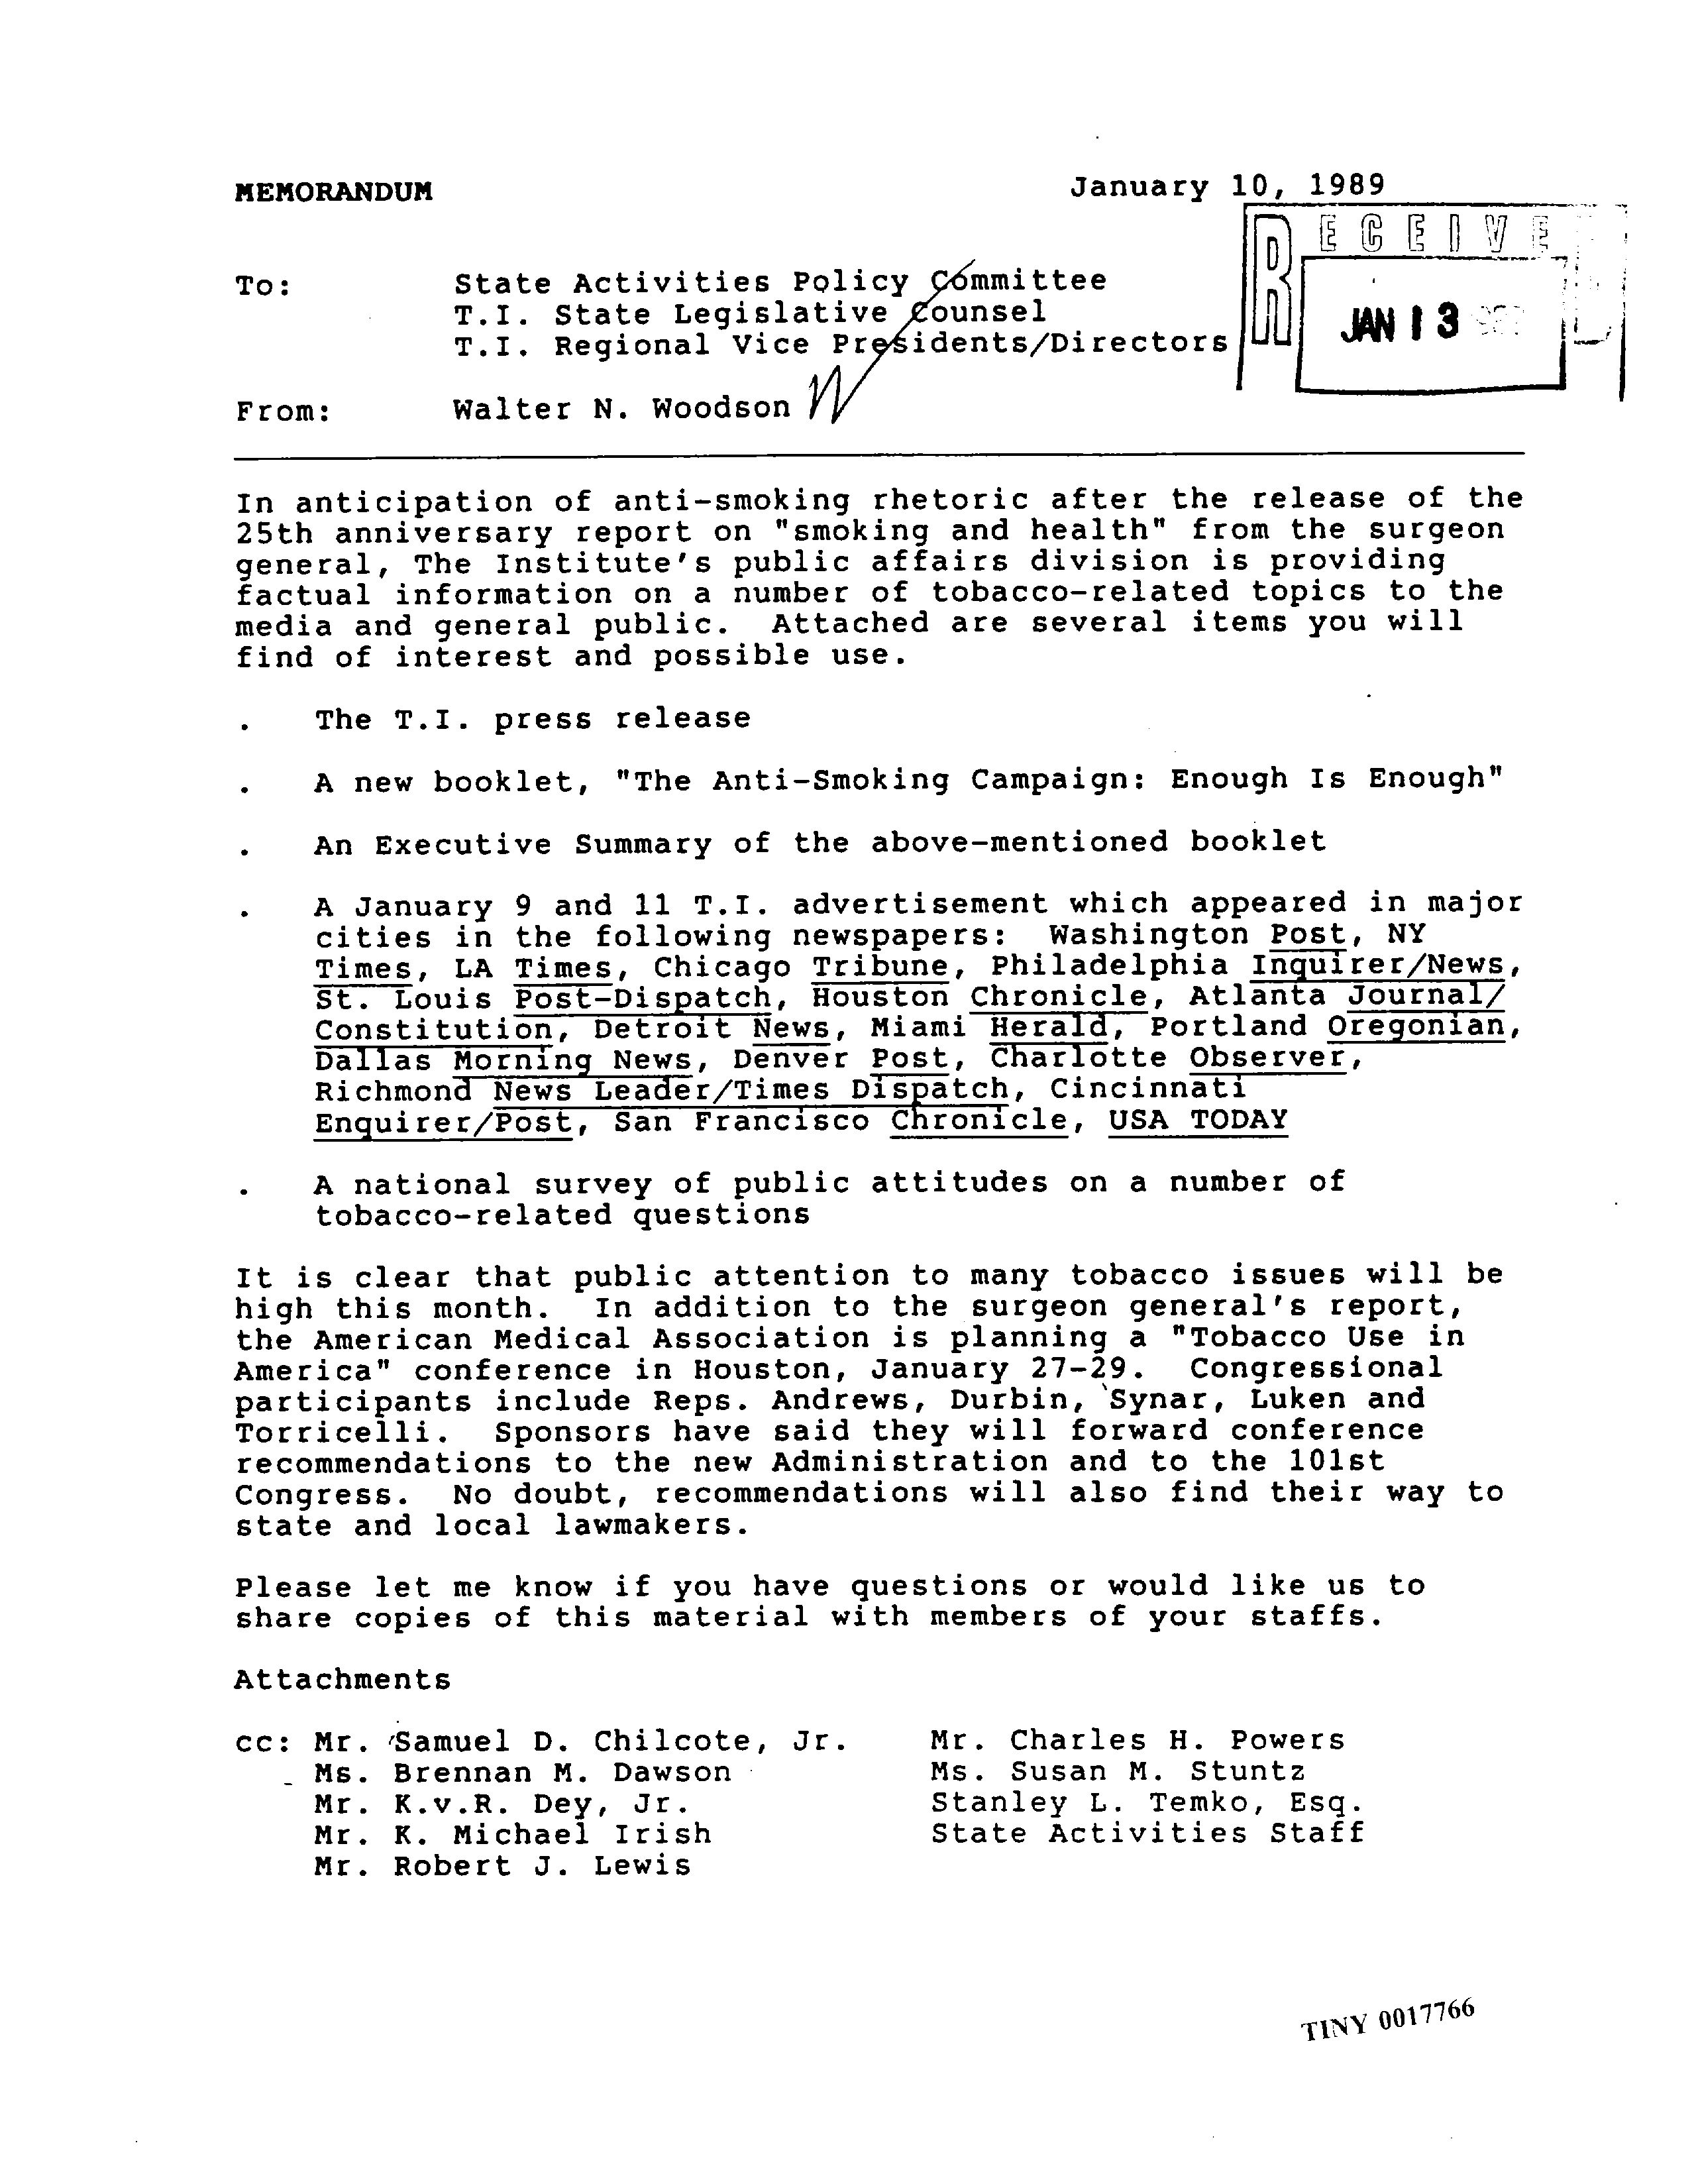 MEMORANDUM January 10, 1989
RECEIVE
JAN 13
To: State Activities Policy Committee
T.I. State Legislative Counsel
T.I. Regional Vice Presidents/Directors
From: Walter N. Woodson
In anticipation of anti-smoking rhetoric after the release of the
25th anniversary report on "smoking and health" from the surgeon
general, The Institute's public affairs division is providing
factual information on a number of tobacco-related topics to the
media and general public. Attached are several items you will
find of interest and possible use.
. The T.I. press release
. A new booklet, "The Anti-Smoking Campaign: Enough Is Enough"
. An Executive Summary of the above-mentioned booklet
. A January 9 and 11 T.I. advertisement which appeared in major
cities in the following newspapers: Washington Post, NY
Times, LA Times, Chicago Tribune, Philadelphia Inquirer/News,
St. Louis Post-Dispatch, Houston Chronicle, Atlanta Journal/
Constitution, Detroit News, Miami Herald, Portland Oregonian,
Dallas Morning News, Denver Post, Charlotte Observer,
Richmond News Leader/Times Dispatch, Cincinnati
Enquirer/Post, San Francisco Chronicle, USA TODAY
. A national survey of public attitudes on a number of
tobacco-related questions
It is clear that public attention to many tobacco issues will be
high this month. In addition to the surgeon general's report,
the American Medical Association is planning a "Tobacco Use in
America" conference in Houston, January 27-29. Congressional
participants include Reps. Andrews, Durbin, Synar, Luken and
Torricelli. Sponsors have said they will forward conference
recommendations to the new Administration and to the 101st
Congress. No doubt, recommendations will also find their way to
state and local lawmakers.
Please let me know if you have questions or would like us to
share copies of this material with members of your staffs.
Attachments
cc: Mr. Samuel D. Chilcote, Jr. Mr. Charles H. Powers
Ms. Brennan M. Dawson Ms. Susan M. Stuntz
Mr. K.v.R. Dey, Jr. Stanley L. Temko, Esq.
Mr. K. Michael Irish State Activities Staff
Mr. Robert J. Lewis
TINY 0017766